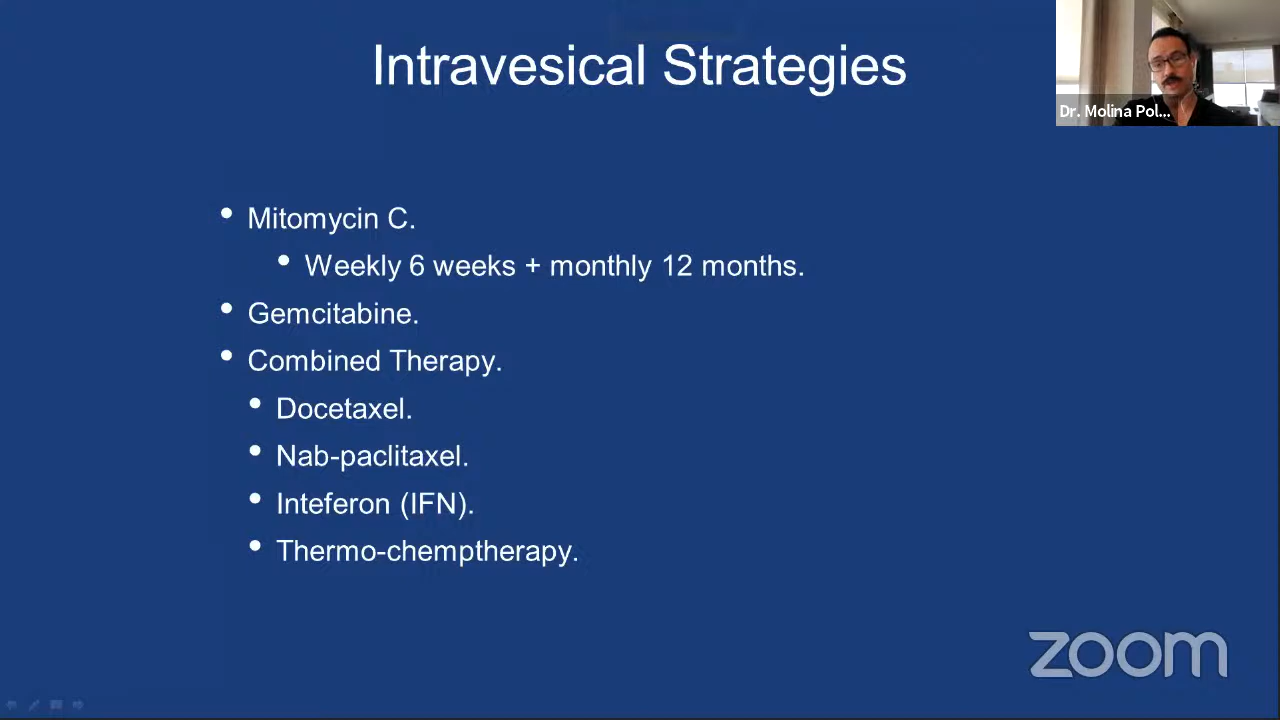 Intravesical Strategies
Dr. Molina Pol...
• Mitomycin C.
• Weekly 6 weeks + monthly 12 months.
• Gemcitabine.
• Combined Therapy.
• Docetaxel.
• Nab-paclitaxel.
• Inteferon (IFN).
• Thermo-chemptherapy.
zoom